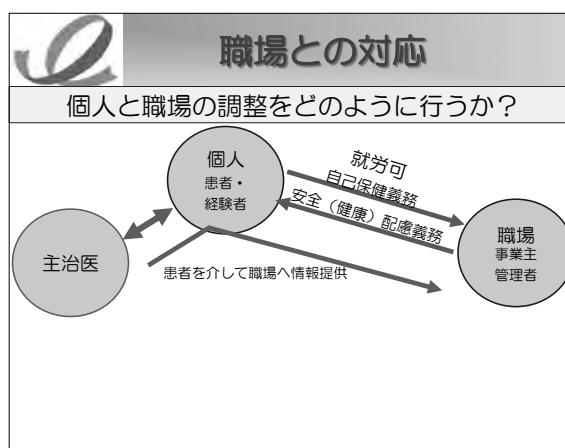 職場との対応
個人と職場の調整をどのように行うか？
個人
患者・
経験者
就労可
自己保健義務
安全（健康）配慮義務
職場
事業主
管理者
主治医
患者を介して職場へ情報提供